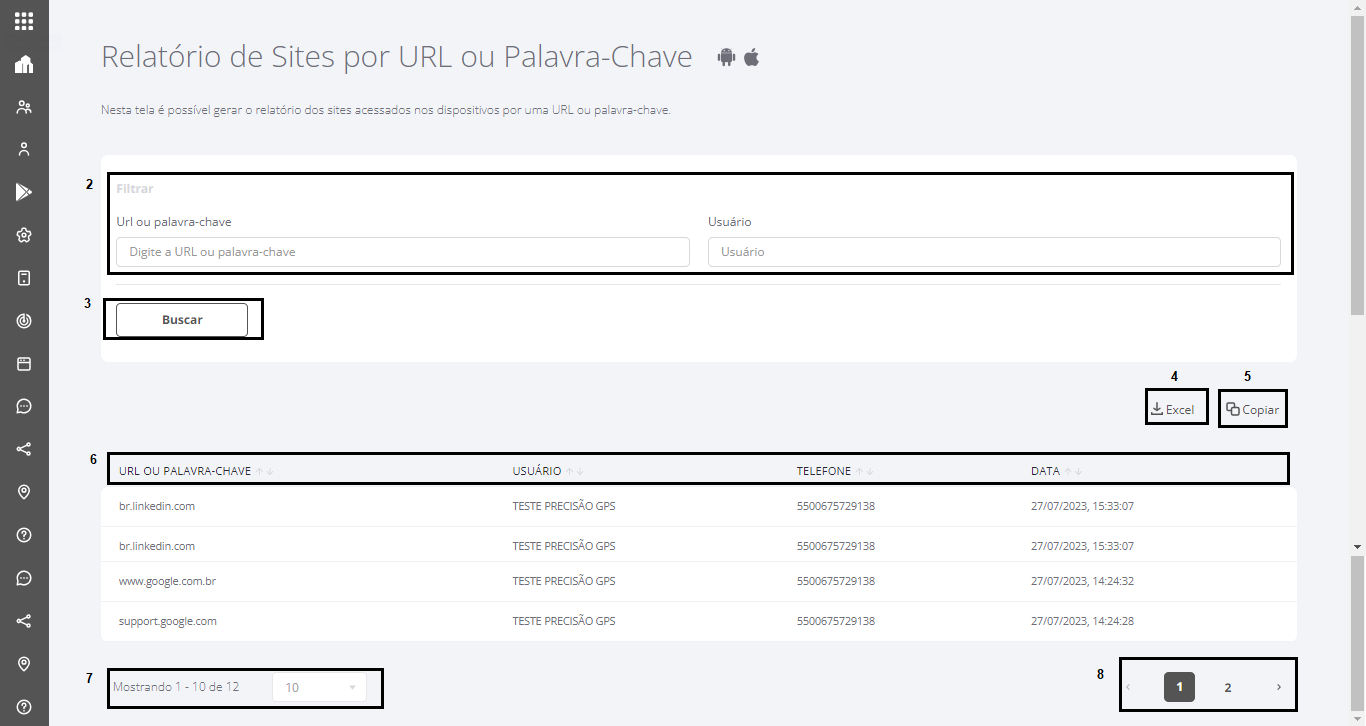 Relatório de Sites por URL ou Palavra-Chave
Nesta tela é possível gerar o relatório dos sites acessados nos dispositivos por uma URL ou palavra-chave.
2
Filtrar
Url ou palavra-chave Usuário
Digite a URL ou palavra-chave Usuário
3
Buscar
4 5
Excel Copiar
6
URL OU PALAVRA-CHAVE USUÁRIO TELEFONE DATA
br.linkedin.com TESTE PRECISÃO GPS 5500675729138 27/07/2023, 15:33:07
br.linkedin.com TESTE PRECISÃO GPS 5500675729138 27/07/2023, 15:33:07
www.google.com.br TESTE PRECISÃO GPS 5500675729138 27/07/2023, 14:24:32
support.google.com TESTE PRECISÃO GPS 5500675729138 27/07/2023, 14:24:28
7 8
Mostrando 1 - 10 de 12 10 ‹ 1 2 ›